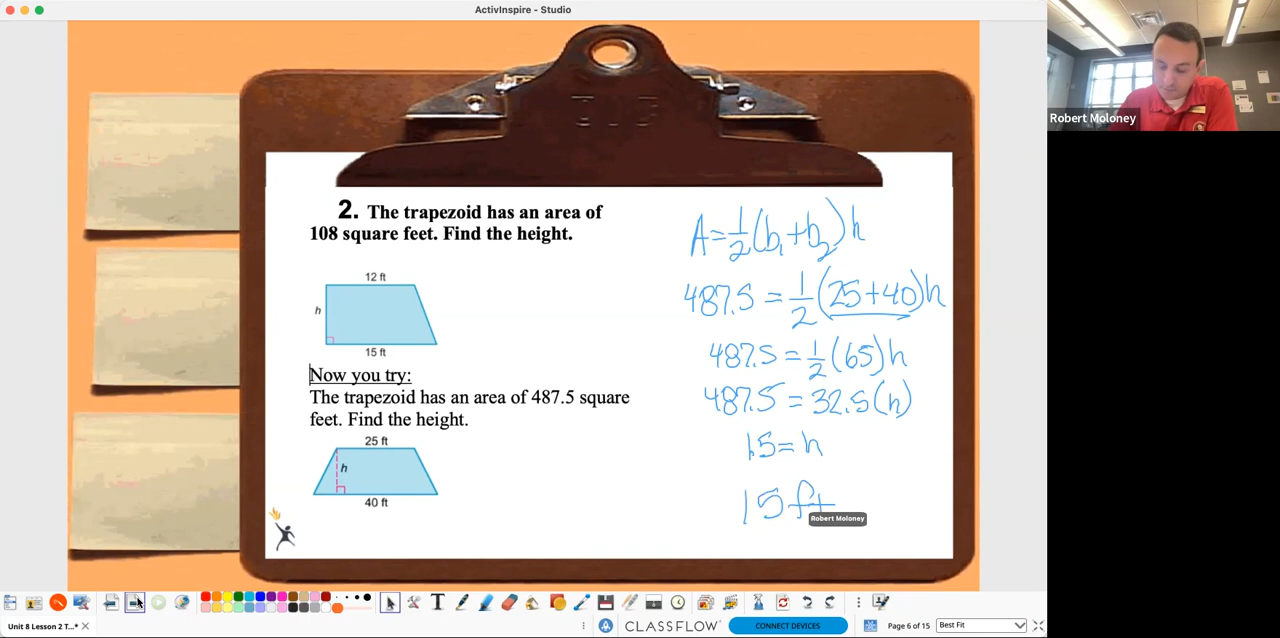 ActivInspire - Studio
Robert Moloney
2. The trapezoid has an area of
108 square feet. Find the height.
12 ft
h
15 ft
Now you try:
The trapezoid has an area of 487.5 square
feet. Find the height.
25 ft
h
40 ft
A=½(b₁+b₂)h
487.5 = ½(25+40)h
487.5 = ½(65)h
487.5 = 32.5(h)
15 = h
15 ft
Robert Moloney
T
CLASSFLOW
CONNECT DEVICES
Page 6 of 15
Best Fit
Unit 8 Lesson 2 T...*